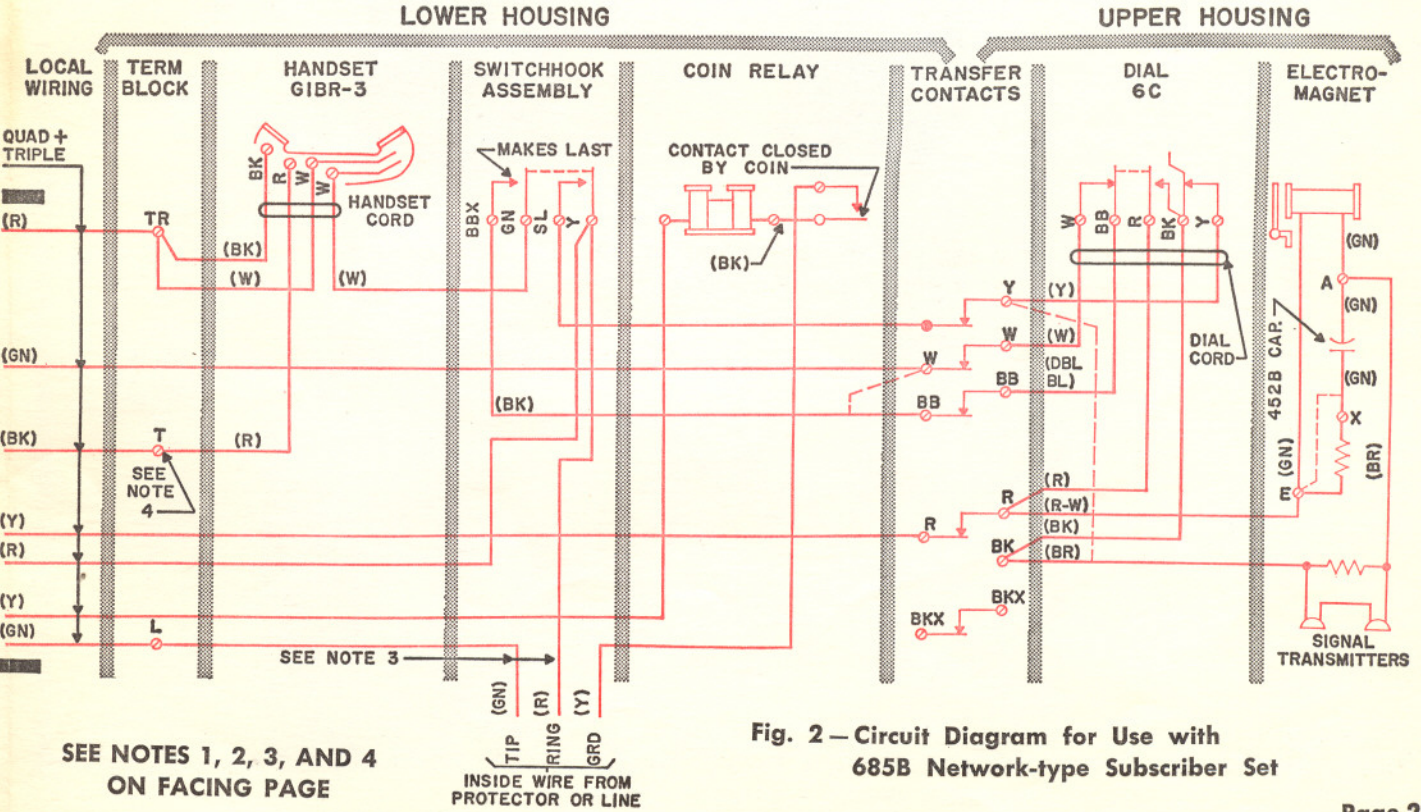 LOWER HOUSING
UPPER HOUSING
LOCAL
WIRING
TERM
BLOCK
HANDSET
G1BR-3
SWITCHHOOK
ASSEMBLY
COIN RELAY
TRANSFER
CONTACTS
DIAL
6C
ELECTRO-
MAGNET
QUAD +
TRIPLE
(R)
(GN)
(BK)
(Y)
(R)
(Y)
(GN)
TR
T
SEE
NOTE
4
L
BK
R
W
W
HANDSET
CORD
(BK)
(W)
(W)
(R)
MAKES LAST
BBX
GN
SL
Y
(BK)
CONTACT CLOSED
BY COIN
(BK)
W
BB
R
BKX
Y
W
BB
R
BK
BKX
W
BB
R
BK
Y
(Y)
(W)
(DBL
BL)
DIAL
CORD
(R)
(R-W)
(BK)
(BR)
(GN)
A
(GN)
452B CAP.
(GN)
X
(GN)
E
(BR)
SIGNAL
TRANSMITTERS
SEE NOTE 3
(GN)
(R)
(Y)
TIP
RING
GRD
INSIDE WIRE FROM
PROTECTOR OR LINE
SEE NOTES 1, 2, 3, AND 4
ON FACING PAGE
Fig. 2—Circuit Diagram for Use with
685B Network-type Subscriber Set
Page 3